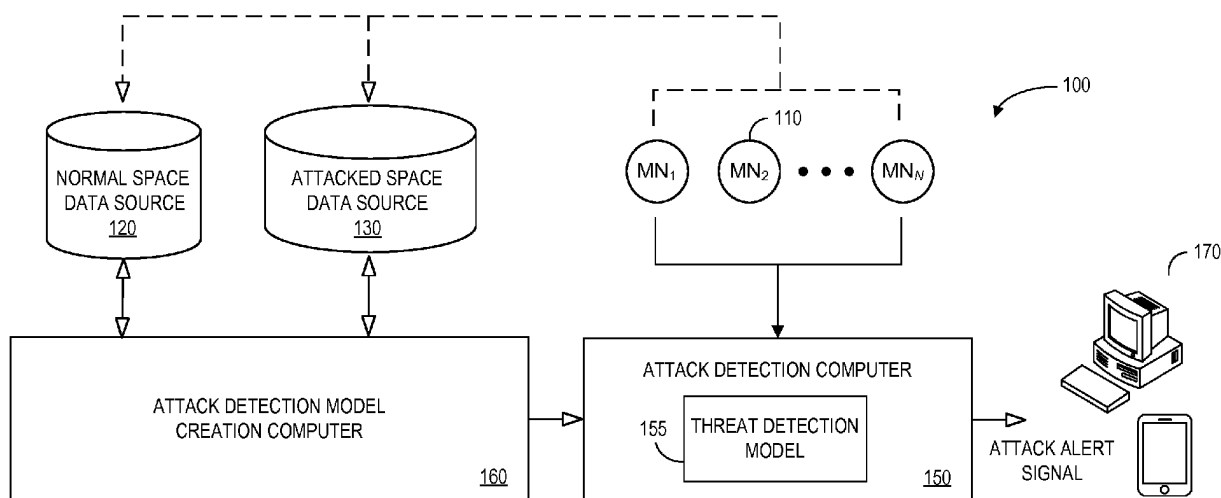 100
110
MN1
MN2
MNN
NORMAL SPACE
DATA SOURCE
120
ATTACKED SPACE
DATA SOURCE
130
170
ATTACK DETECTION MODEL
CREATION COMPUTER
160
ATTACK DETECTION COMPUTER
155
THREAT DETECTION
MODEL
150
ATTACK ALERT
SIGNAL